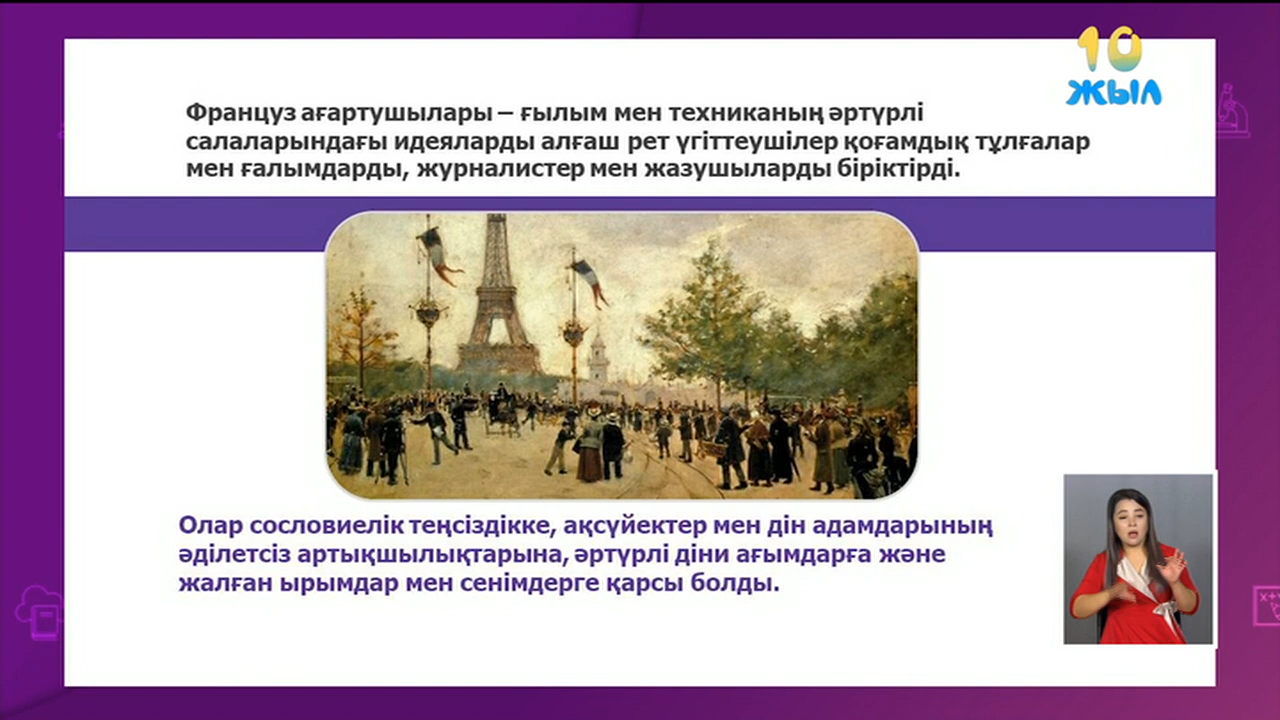 10
ЖЫЛ
Француз ағартушылары – ғылым мен техниканың әртүрлі
салаларындағы идеяларды алғаш рет үгіттеушілер қоғамдық тұлғалар
мен ғалымдарды, журналистер мен жазушыларды біріктірді.
Олар сословиелік теңсіздікке, ақсүйектер мен дін адамдарының
әділетсіз артықшылықтарына, әртүрлі діни ағымдарға және
жалған ырымдар мен сенімдерге қарсы болды.